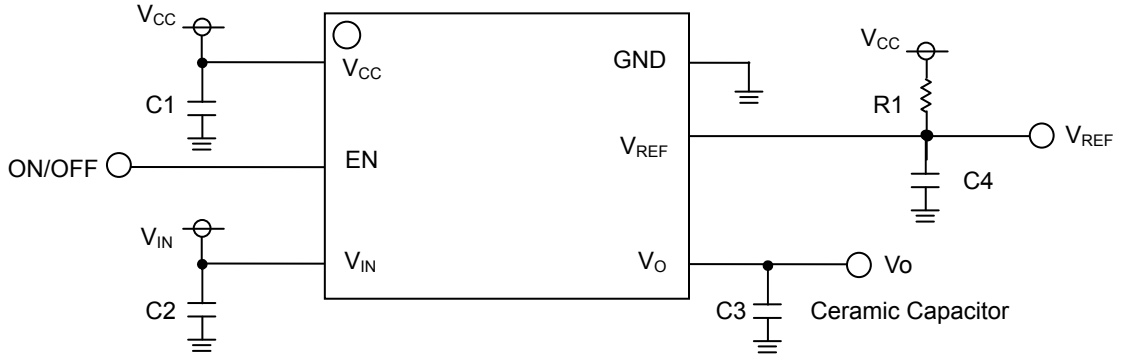 VCC
VCC
C1
ON/OFF
EN
VIN
VIN
C2
GND
VREF
VO
VCC
R1
VREF
C4
Vo
C3
Ceramic Capacitor